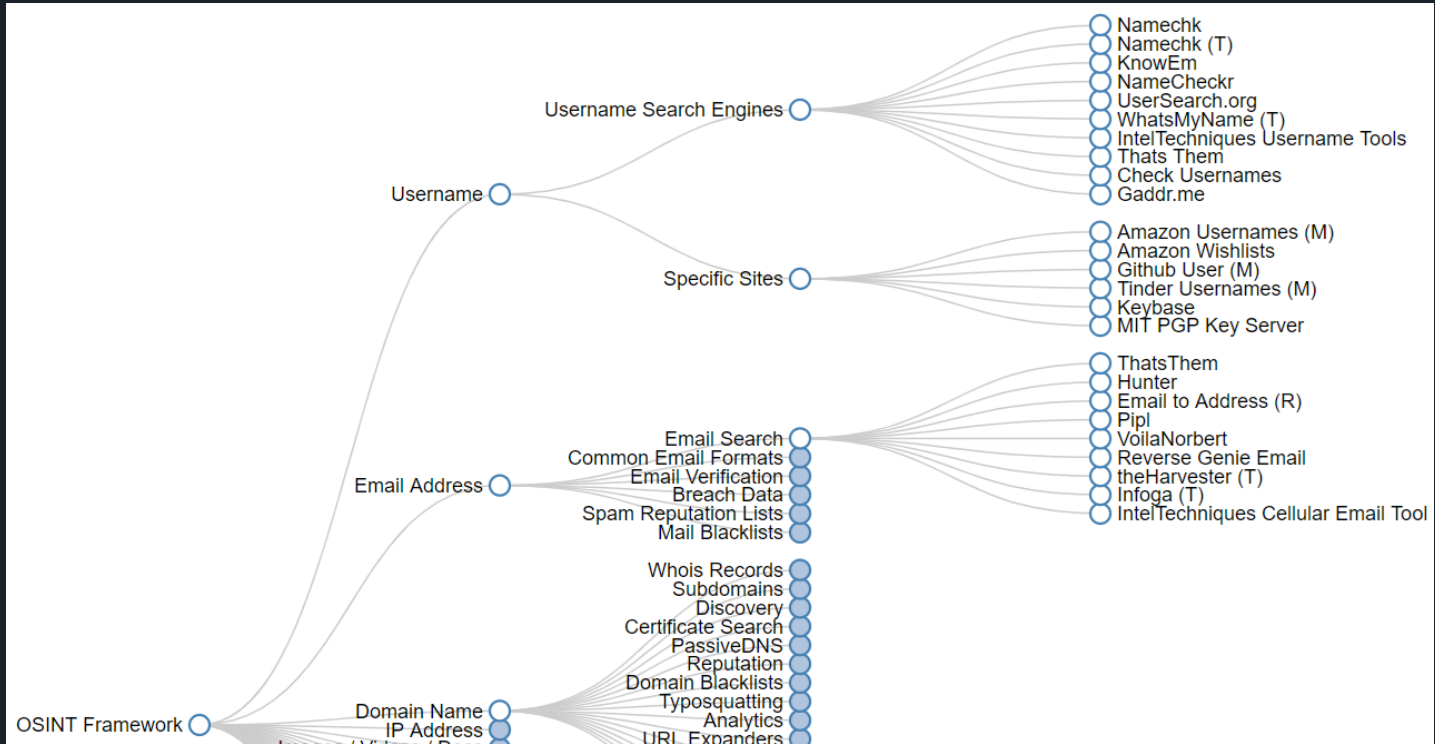 Namechk
Namechk (T)
KnowEm
NameCheckr
Username Search Engines
UserSearch.org
WhatsMyName (T)
IntelTechniques Username Tools
Thats Them
Check Usernames
Username
Gaddr.me
Amazon Usernames (M)
Amazon Wishlists
Specific Sites
Github User (M)
Tinder Usernames (M)
Keybase
MIT PGP Key Server
ThatsThem
Hunter
Email to Address (R)
Pipl
Email Search
VoilaNorbert
Common Email Formats
Reverse Genie Email
Email Verification
theHarvester (T)
Email Address
Breach Data
Infoga (T)
Spam Reputation Lists
IntelTechniques Cellular Email Tool
Mail Blacklists
Whois Records
Subdomains
Discovery
Certificate Search
PassiveDNS
Reputation
Domain Blacklists
Typosquatting
Domain Name
Analytics
OSINT Framework
IP Address
URL Expanders